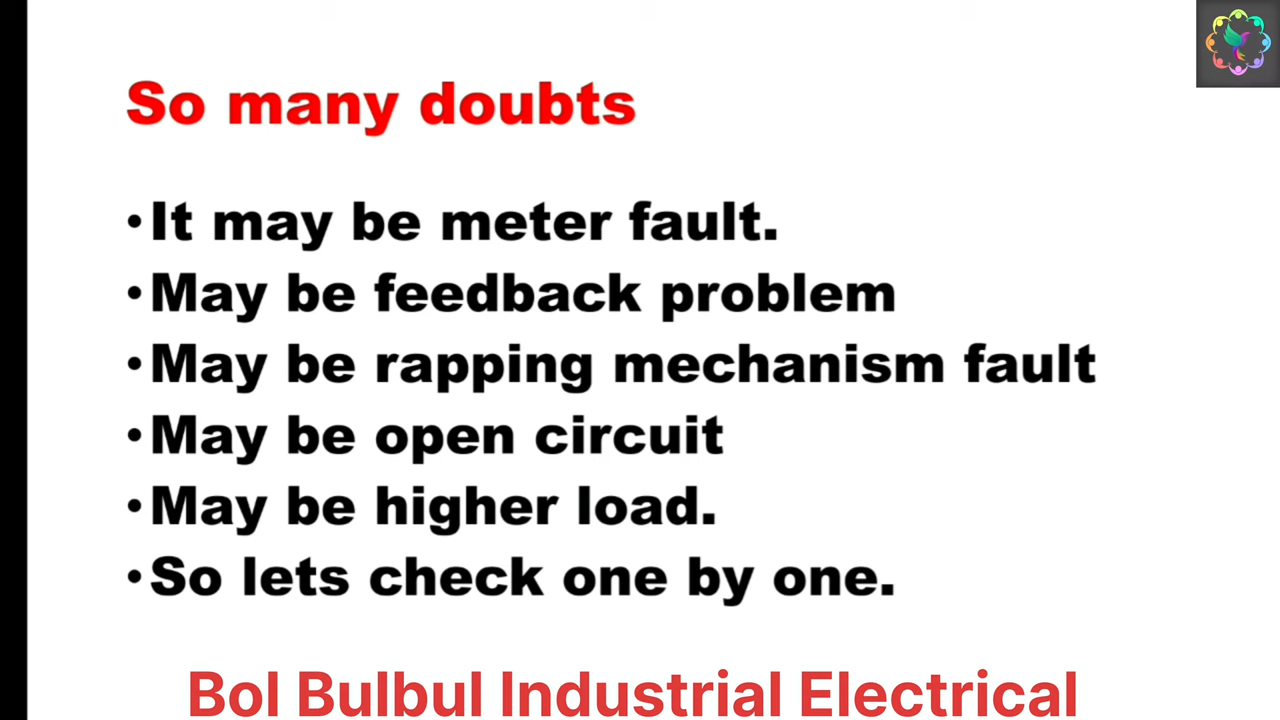 So many doubts
•It may be meter fault.
•May be feedback problem
•May be rapping mechanism fault
•May be open circuit
•May be higher load.
•So lets check one by one.
Bol Bulbul Industrial Electrical